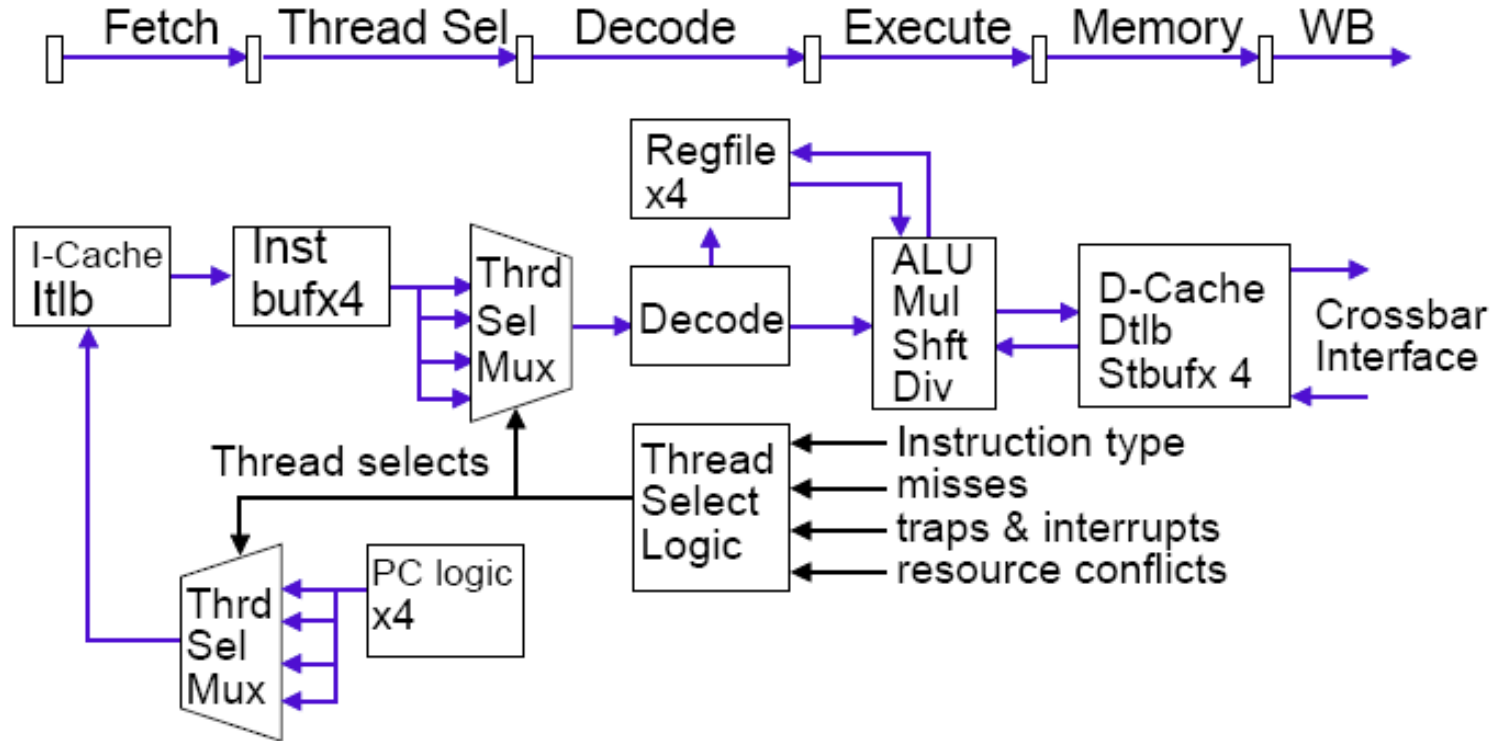 Fetch
Thread Sel
Decode
Execute
Memory
WB
Regfile
x4
I-Cache
Itlb
Inst
bufx4
Thrd
Sel
Mux
Decode
ALU
Mul
Shft
Div
D-Cache
Dtlb
Stbufx 4
Crossbar
Interface
Thread selects
Thread
Select
Logic
Instruction type
misses
traps & interrupts
resource conflicts
Thrd
Sel
Mux
PC logic
x4